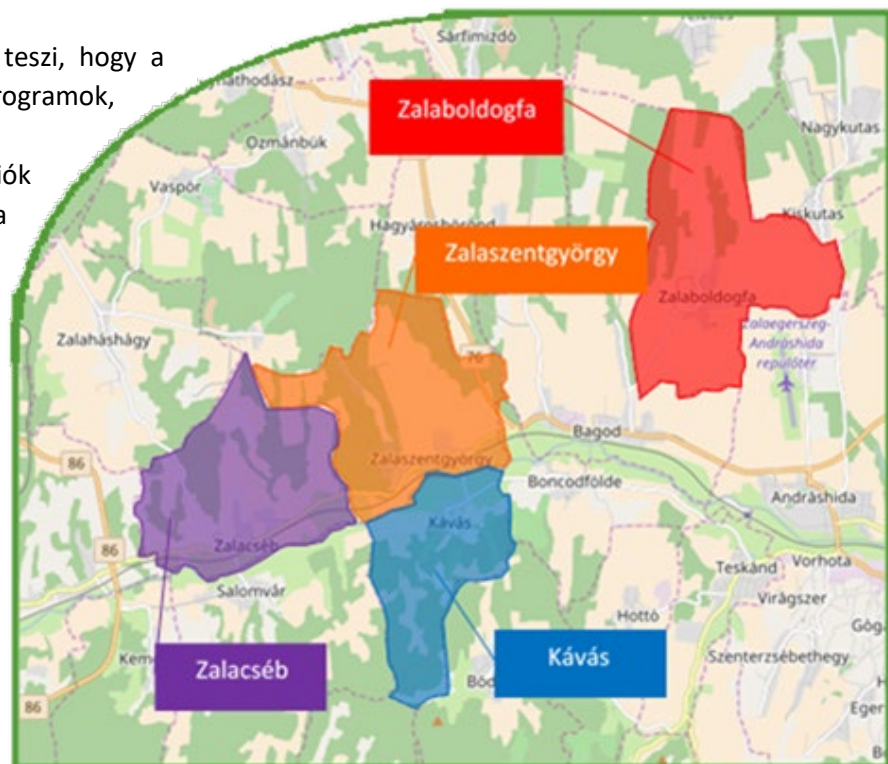 teszi, hogy a
rogramok,
iók
a
Sárfimizdó
Zalaboldogfa
Ozmánbük
Nagykutas
Vaspör
Kiskutas
Zalaszentgyörgy
Zalaboldogfa
Zalaegerszeg-
Andráshida
repülőtér
Zalaháshágy
76
Bagod
86
Zalaszentgyörgy
Boncodfölde
Andráshida
Kávás
86
Zalacséb
Teskánd
Vorhota
Salomvár
Virágszer
Hottó
Szenterzsébethegy
Zalacséb
Kávás
86